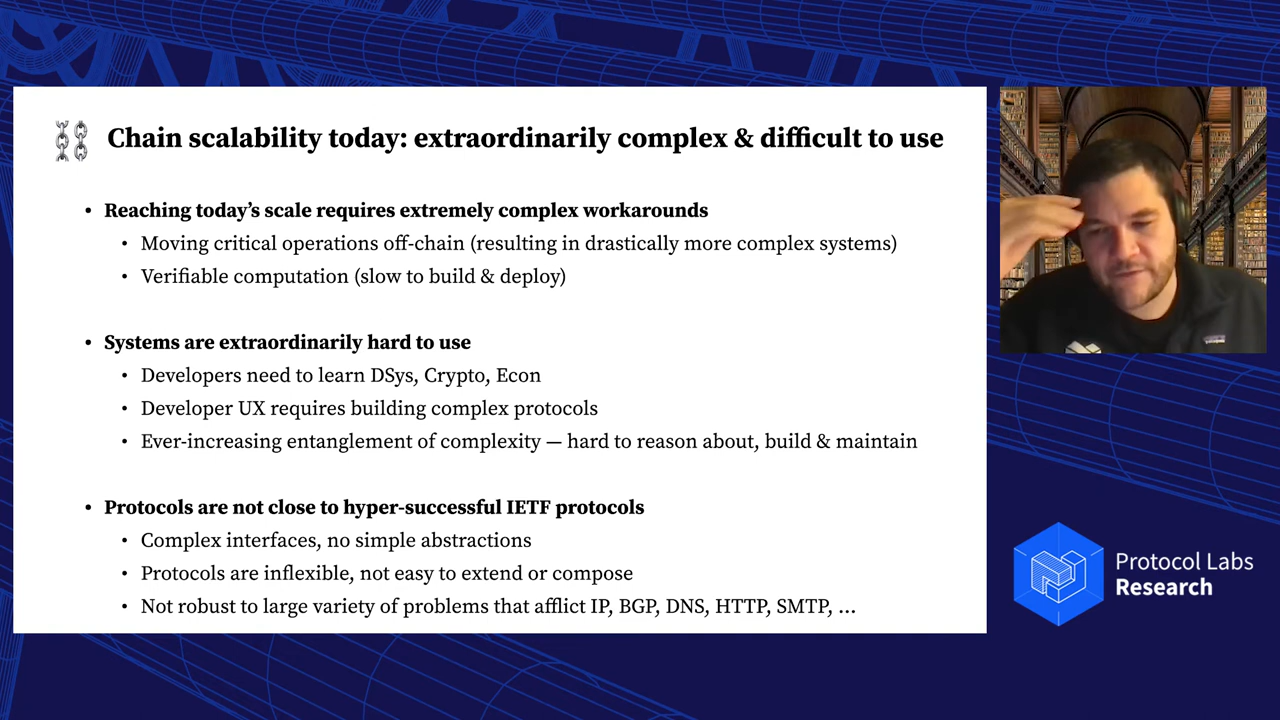 Chain scalability today: extraordinarily complex & difficult to use
• Reaching today’s scale requires extremely complex workarounds
• Moving critical operations off-chain (resulting in drastically more complex systems)
• Verifiable computation (slow to build & deploy)
• Systems are extraordinarily hard to use
• Developers need to learn DSys, Crypto, Econ
• Developer UX requires building complex protocols
• Ever-increasing entanglement of complexity — hard to reason about, build & maintain
• Protocols are not close to hyper-successful IETF protocols
• Complex interfaces, no simple abstractions
• Protocols are inflexible, not easy to extend or compose
• Not robust to large variety of problems that afflict IP, BGP, DNS, HTTP, SMTP, …
Protocol Labs
Research